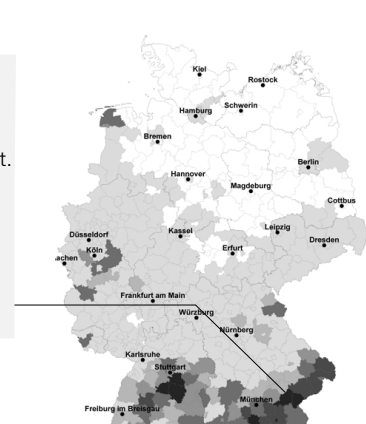 Kiel
Rostock
Hamburg
Schwerin
Bremen
t.
Berlin
Hannover
Magdeburg
Cottbus
Leipzig
Düsseldorf
Kassel
Dresden
Köln
Erfurt
achen
Frankfurt am Main
Würzburg
Nürnberg
Karlsruhe
Stuttgart
München
Freiburg im Breisgau